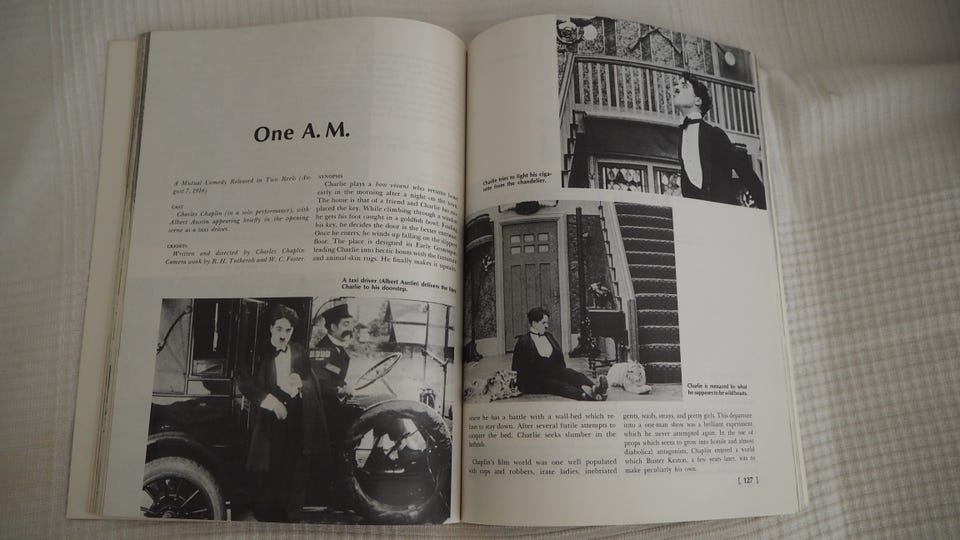 One A. M.
A Mutual Comedy Released in Two Reels (Au-
gust 7, 1916)
CAST
Charles Chaplin (in a solo performance), with
Albert Austin appearing briefly in the opening
scene as a taxi driver.
CREDITS
Written and directed by Charles Chaplin.
Camera work by R. H. Totheroh and W. C. Foster.
SYNOPSIS
Charlie plays a bon vivant who returns home
early in the morning after a night on the
The home is that of a friend and Charlie has mis-
placed the key. While climbing through a window
he gets his foot caught in a goldfish bowl. Finding
his key, he decides the door is the better entrance.
Once he enters, he winds up falling on the slippery
floor. The place is designed in Early
leading Charlie into hectic bouts with the furniture
and animal-skin rugs. He finally makes it upstairs
A taxi driver (Albert Austin) delivers the
Charlie to his doorstep.
Charlie tries to light his ciga-
rette from the chandelier.
Charlie is menaced by what
he supposes to be wild beasts.
where he has a battle with a wall-bed which re-
fuses to stay down. After several futile attempts to
conquer the bed, Charlie seeks slumber in the
bathtub.
Chaplin's film world was one well populated
with cops and robbers, irate ladies, inebriated
gents, waifs, strays, and pretty girls. This departure
into a one-man show was a brilliant experiment
which he never attempted again. In the use of
props which seem to grow into hostile and almost
diabolical antagonists, Chaplin entered a world
which Buster Keaton, a few years later, was to
make peculiarly his own.
[ 127 ]